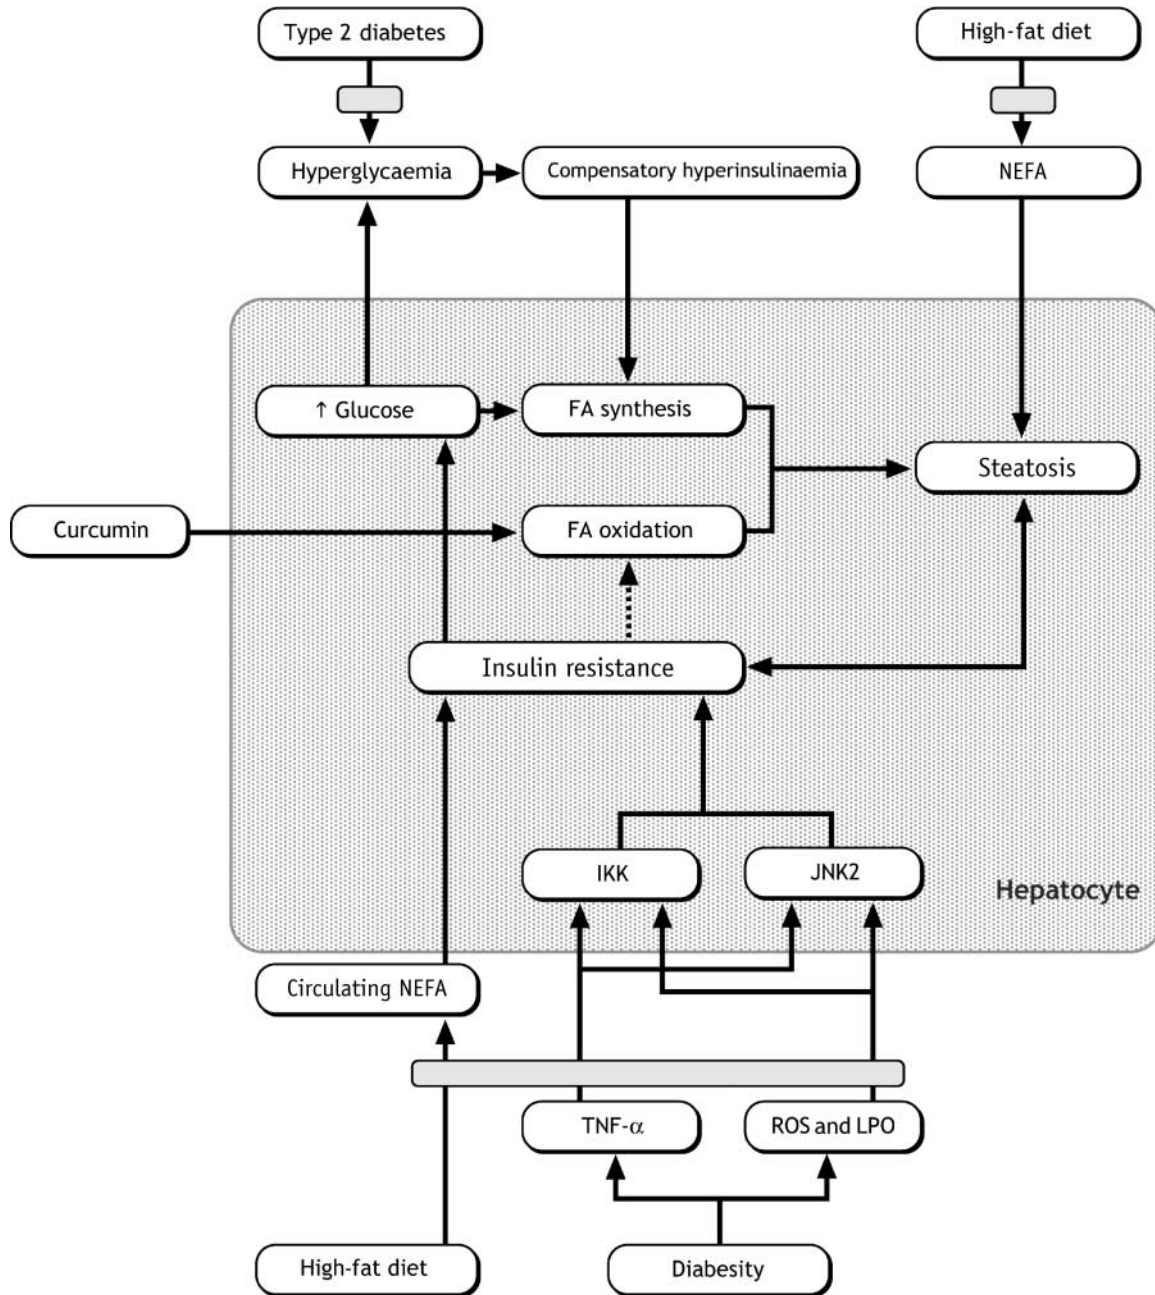 Type 2 diabetes
High-fat diet
Hyperglycaemia
Compensatory hyperinsulinaemia
NEFA
↑ Glucose
FA synthesis
Steatosis
Curcumin
FA oxidation
Insulin resistance
IKK
JNK2
Hepatocyte
Circulating NEFA
TNF-α
ROS and LPO
High-fat diet
Diabesity